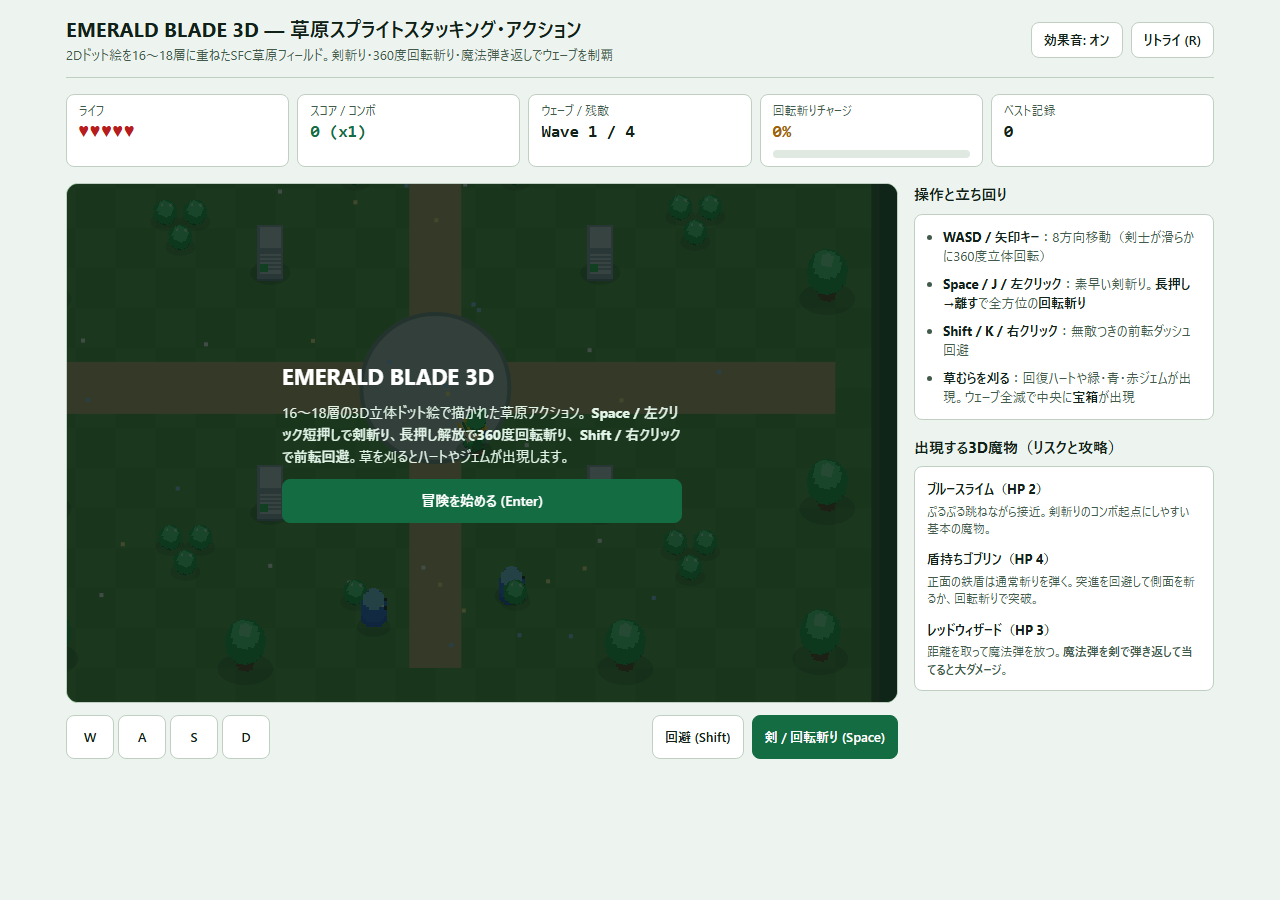 EMERALD BLADE 3D — 草原スプライトスタッキング・アクション
2Dドット絵を16〜18層に重ねたSFC草原フィールド。剣斬り・360度回転斬り・魔法弾き返しでウェーブを制覇
効果音: オン
リトライ (R)
ライフ
♥♥♥♥♥
スコア / コンボ
0 (x1)
ウェーブ / 残敵
Wave 1 / 4
回転斬りチャージ
0%
ベスト記録
0
EMERALD BLADE 3D
16〜18層の3D立体ドット絵で描かれた草原アクション。Space / 左クリ
ック短押しで剣斬り、長押し解放で360度回転斬り、Shift / 右クリック
で前転回避。草を刈るとハートやジェムが出現します。
冒険を始める (Enter)
W
A
S
D
回避 (Shift)
剣 / 回転斬り (Space)
操作と立ち回り
WASD / 矢印キー：8方向移動（剣士が滑らか
に360度立体回転）
Space / J / 左クリック：素早い剣斬り。長押し
→離すで全方位の回転斬り
Shift / K / 右クリック：無敵つきの前転ダッシュ
回避
草むらを刈る：回復ハートや緑・青・赤ジェムが出
現。ウェーブ全滅で中央に宝箱が出現
出現する3D魔物（リスクと攻略）
ブルースライム（HP 2）
ぷるぷる跳ねながら接近。剣斬りのコンボ起点にしやすい
基本の魔物。
盾持ちゴブリン（HP 4）
正面の鉄盾は通常斬りを弾く。突進を回避して側面を斬
るか、回転斬りで突破。
レッドウィザード（HP 3）
距離を取って魔法弾を放つ。魔法弾を剣で弾き返して当
てると大ダメージ。